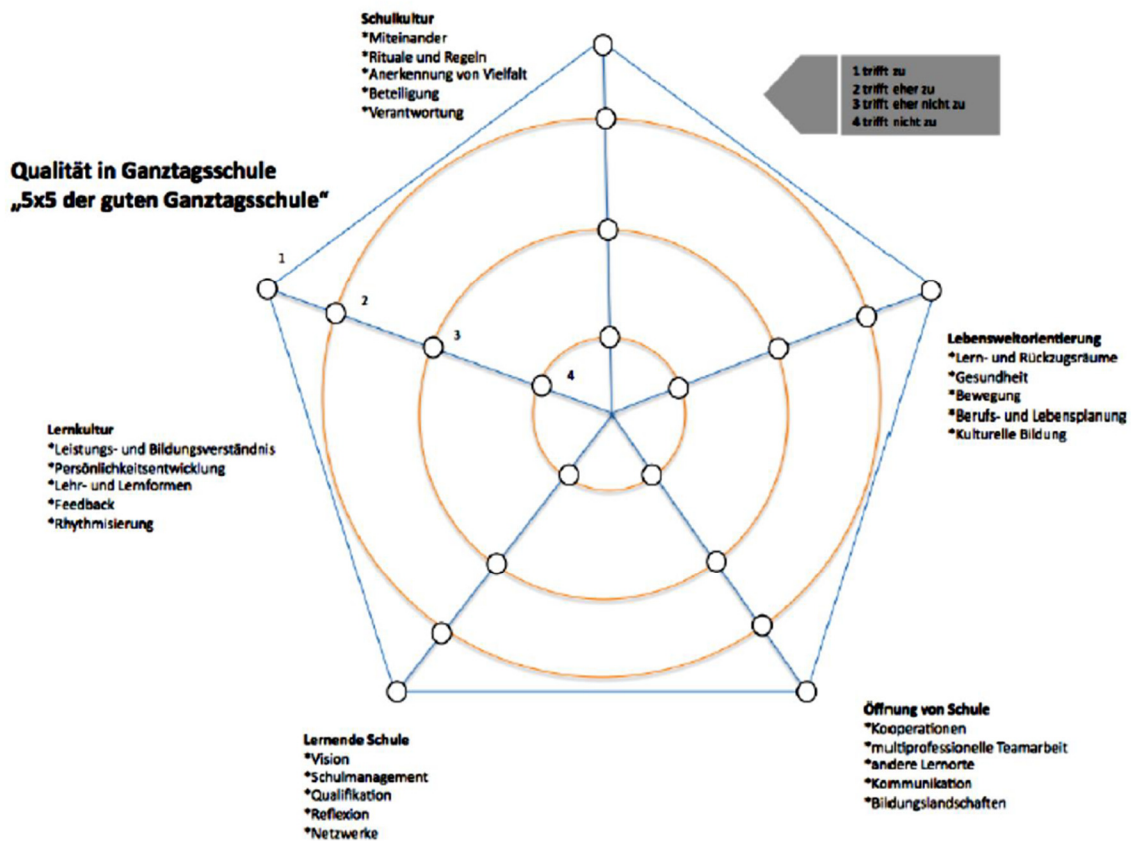 Schulkultur
*Miteinander
*Rituale und Regeln
*Anerkennung von Vielfalt
*Beteiligung
*Verantwortung
1 trifft zu
2 trifft eher zu
3 trifft eher nicht zu
4 trifft nicht zu
Qualität in Ganztagsschule
„5x5 der guten Ganztagsschule“
1
2
3
4
Lebensweltorientierung
*Lern- und Rückzugsräume
*Gesundheit
*Bewegung
*Berufs- und Lebensplanung
*Kulturelle Bildung
Lernkultur
*Leistungs- und Bildungsverständnis
*Persönlichkeitsentwicklung
*Lehr- und Lernformen
*Feedback
*Rhythmisierung
Öffnung von Schule
*Kooperationen
*multiprofessionelle Teamarbeit
*andere Lernorte
*Kommunikation
*Bildungslandschaften
Lernende Schule
*Vision
*Schulmanagement
*Qualifikation
*Reflexion
*Netzwerke